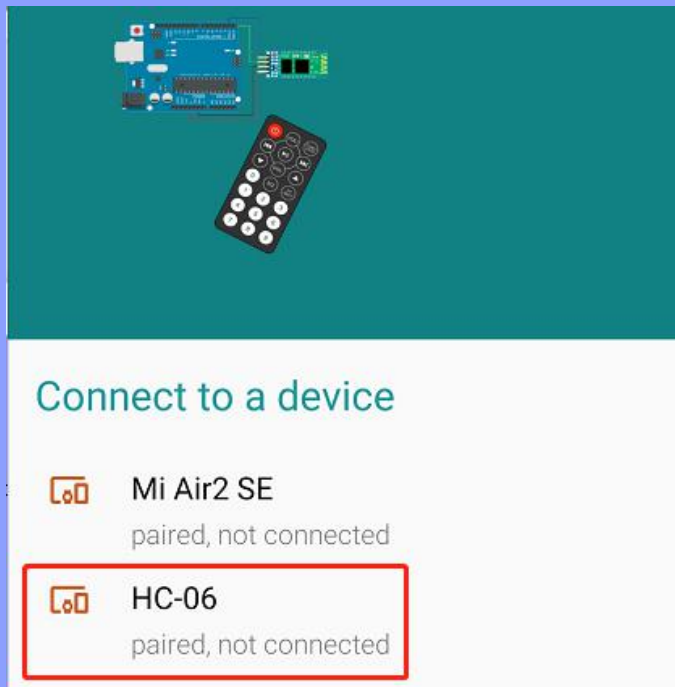 Connect to a device
Mi Air2 SE
paired, not connected
HC-06
paired, not connected